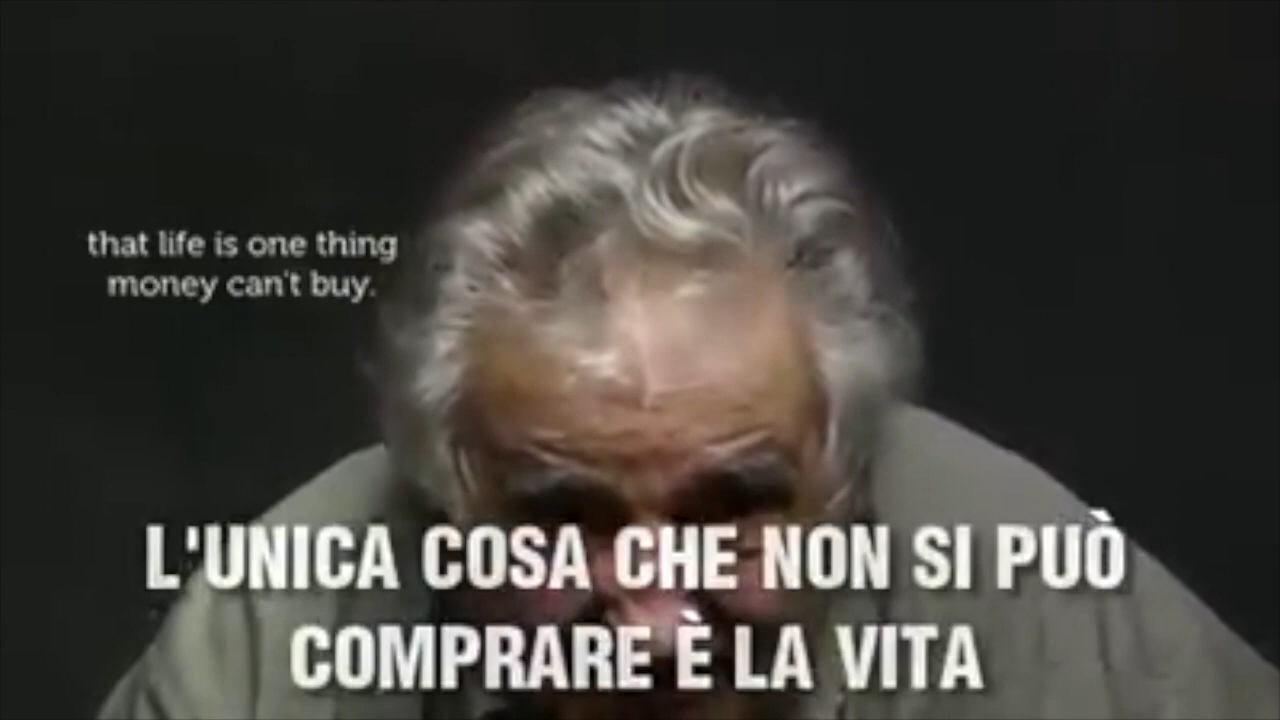 that life is one thing
money can't buy.
L'UNICA COSA CHE NON SI PUÒ
COMPRARE È LA VITA